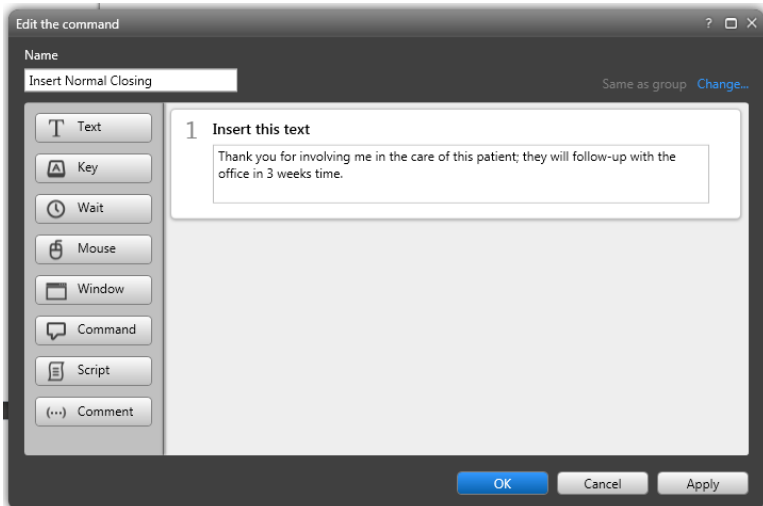 Edit the command
?
Name
Insert Normal Closing
Same as group Change...
T Text
A Key
Wait
Mouse
Window
Command
Script
(...) Comment
1 Insert this text
Thank you for involving me in the care of this patient; they will follow-up with the
office in 3 weeks time.
OK Cancel Apply